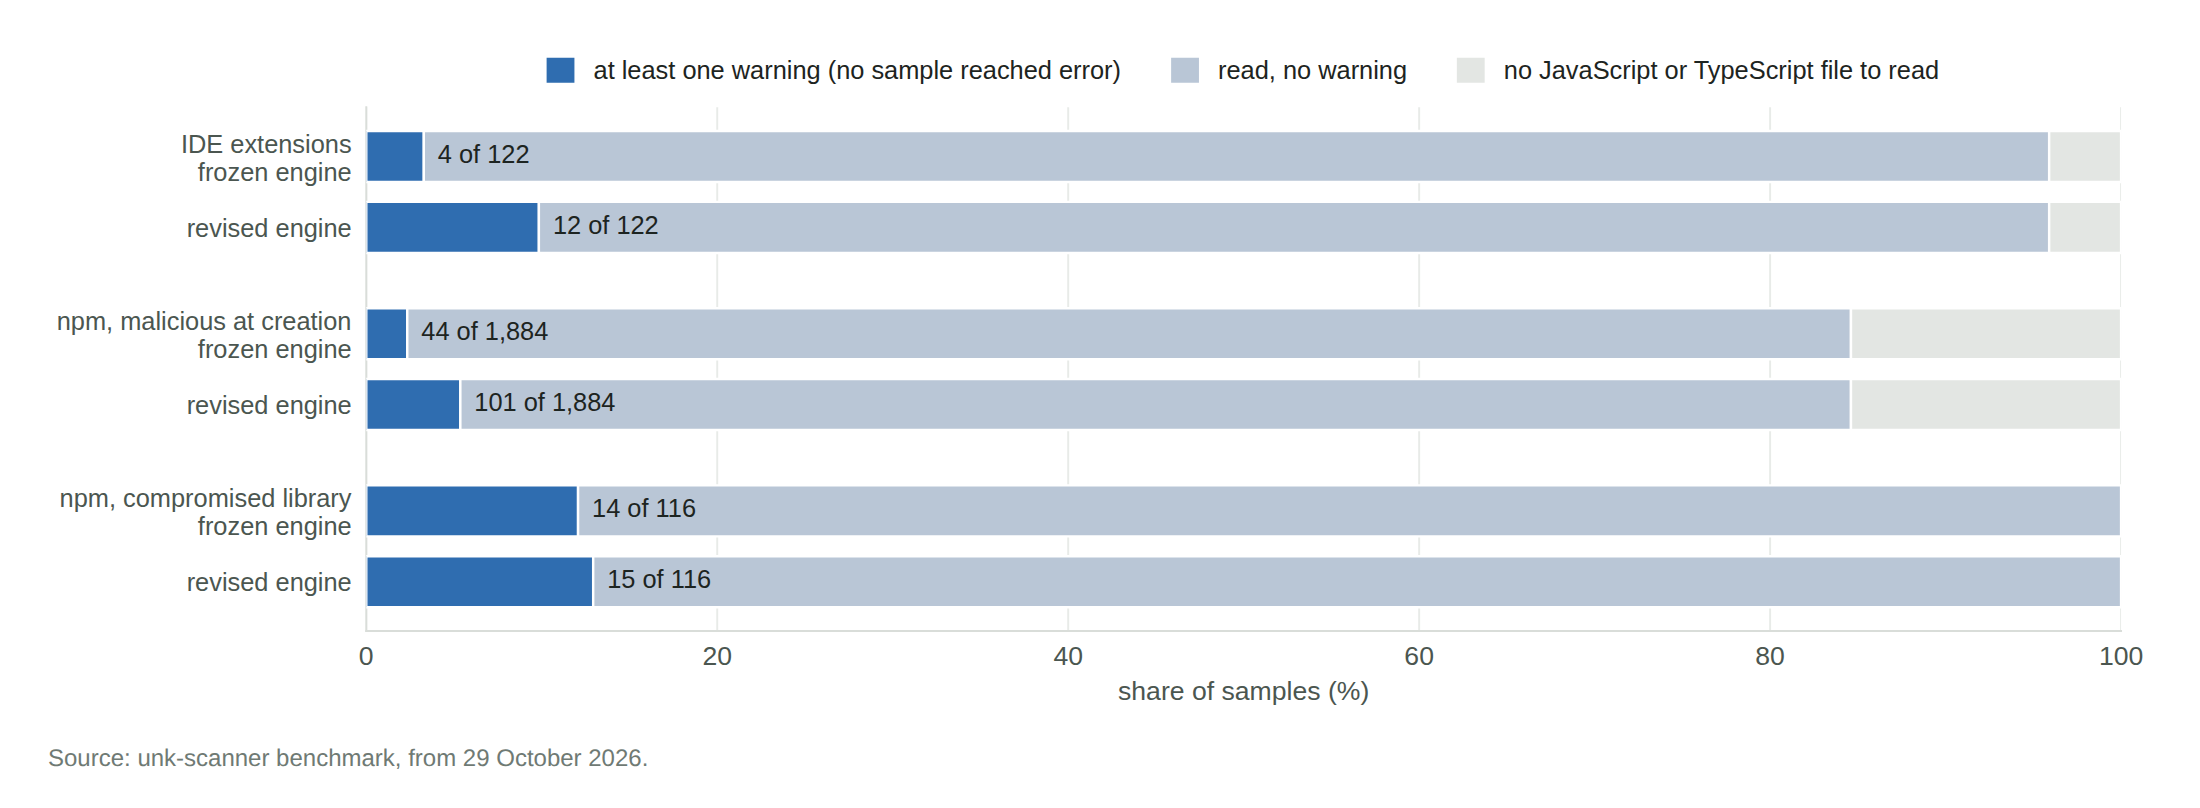 at least one warning (no sample reached error)
read, no warning
no JavaScript or TypeScript file to read
IDE extensions
frozen engine
4 of 122
revised engine
12 of 122
npm, malicious at creation
frozen engine
44 of 1,884
revised engine
101 of 1,884
npm, compromised library
frozen engine
14 of 116
revised engine
15 of 116
0
20
40
60
80
100
share of samples (%)
Source: unk-scanner benchmark, from 29 October 2026.